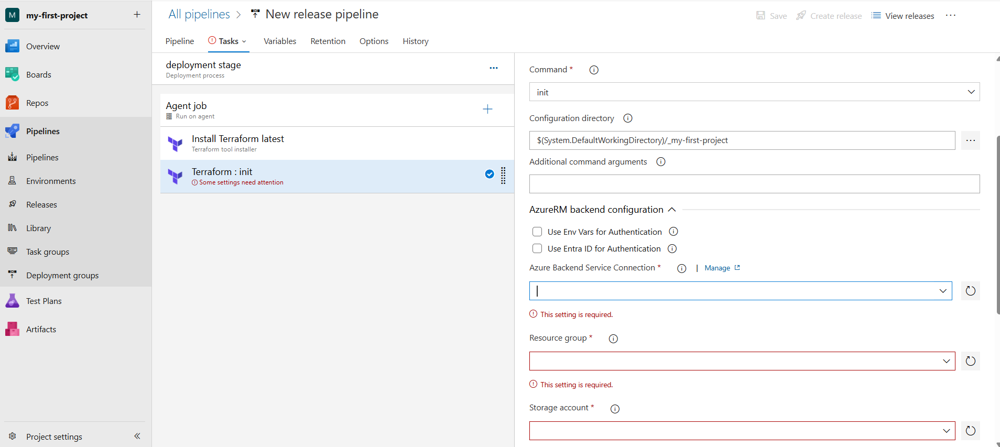 M my-first-project +
Overview
Boards
Repos
Pipelines
Pipelines
Environments
Releases
Library
Task groups
Deployment groups
Test Plans
Artifacts
Project settings
All pipelines > New release pipeline
Save Create release View releases ...
Pipeline Tasks Variables Retention Options History
deployment stage
Deployment process
Agent job
Run on agent
Install Terraform latest
Terraform tool installer
Terraform : init
Some settings need attention
Command *
init
Configuration directory
$(System.DefaultWorkingDirectory)/_my-first-project
Additional command arguments
AzureRM backend configuration
Use Env Vars for Authentication
Use Entra ID for Authentication
Azure Backend Service Connection * | Manage
This setting is required.
Resource group *
This setting is required.
Storage account *